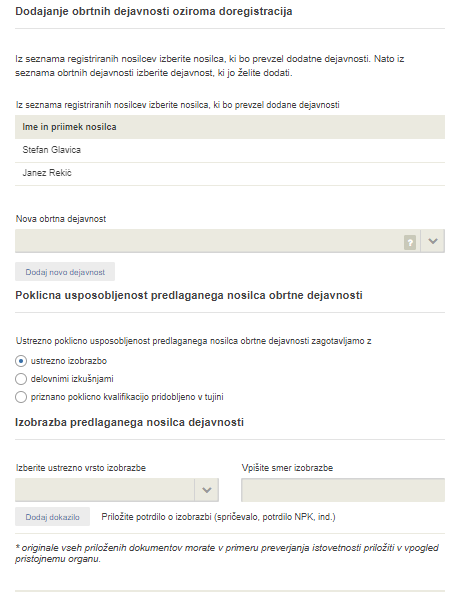 Dodajanje obrtnih dejavnosti oziroma doregistracija
Iz seznama registriranih nosilcev izberite nosilca, ki bo prevzel dodatne dejavnosti. Nato iz
seznama obrtnih dejavnosti izberite dejavnost, ki jo želite dodati.
Iz seznama registriranih nosilcev izberite nosilca, ki bo prevzel dodane dejavnosti
Ime in priimek nosilca
Stefan Glavica
Janez Rekić
Nova obrtna dejavnost
?
Dodaj novo dejavnost
Poklicna usposobljenost predlaganega nosilca obrtne dejavnosti
Ustrezno poklicno usposobljenost predlaganega nosilca obrtne dejavnosti zagotavljamo z
ustrezno izobrazbo
delovnimi izkušnjami
priznano poklicno kvalifikacijo pridobljeno v tujini
Izobrazba predlaganega nosilca dejavnosti
Izberite ustrezno vrsto izobrazbe Vpišite smer izobrazbe
Dodaj dokazilo Priložite potrdilo o izobrazbi (spričevalo, potrdilo NPK, ind.)
* originale vseh priloženih dokumentov morate v primeru preverjanja istovetnosti priložiti v vpogled
pristojnemu organu.